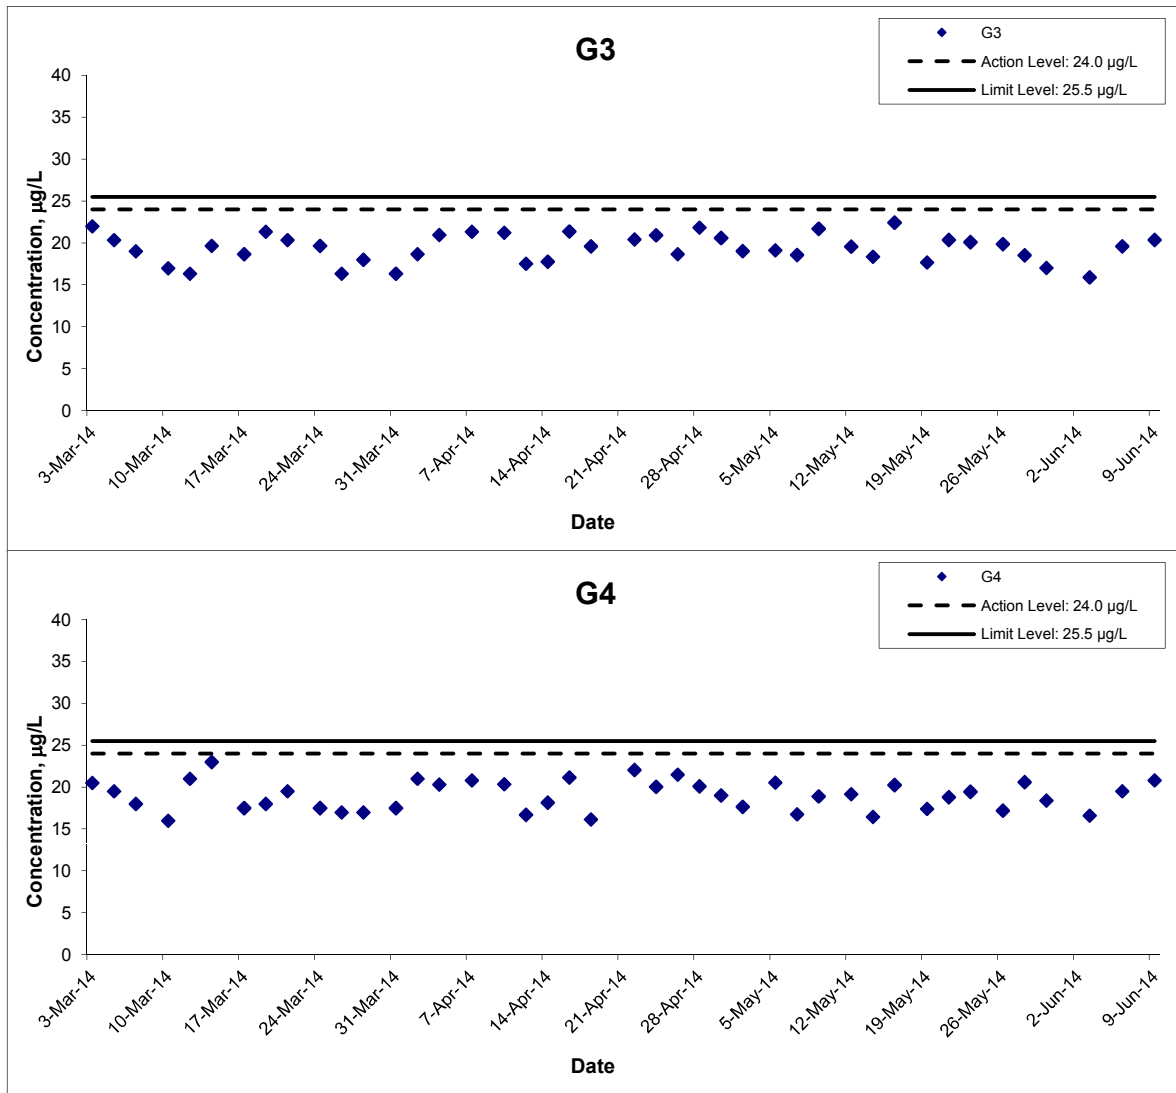 G3
G3
Action Level: 24.0 µg/L
Limit Level: 25.5 µg/L
Concentration, µg/L
40
35
30
25
20
15
10
5
0
3-Mar-14
10-Mar-14
17-Mar-14
24-Mar-14
31-Mar-14
7-Apr-14
14-Apr-14
21-Apr-14
28-Apr-14
5-May-14
12-May-14
19-May-14
26-May-14
2-Jun-14
9-Jun-14
Date
G4
G4
Action Level: 24.0 µg/L
Limit Level: 25.5 µg/L
Concentration, µg/L
40
35
30
25
20
15
10
5
0
3-Mar-14
10-Mar-14
17-Mar-14
24-Mar-14
31-Mar-14
7-Apr-14
14-Apr-14
21-Apr-14
28-Apr-14
5-May-14
12-May-14
19-May-14
26-May-14
2-Jun-14
9-Jun-14
Date